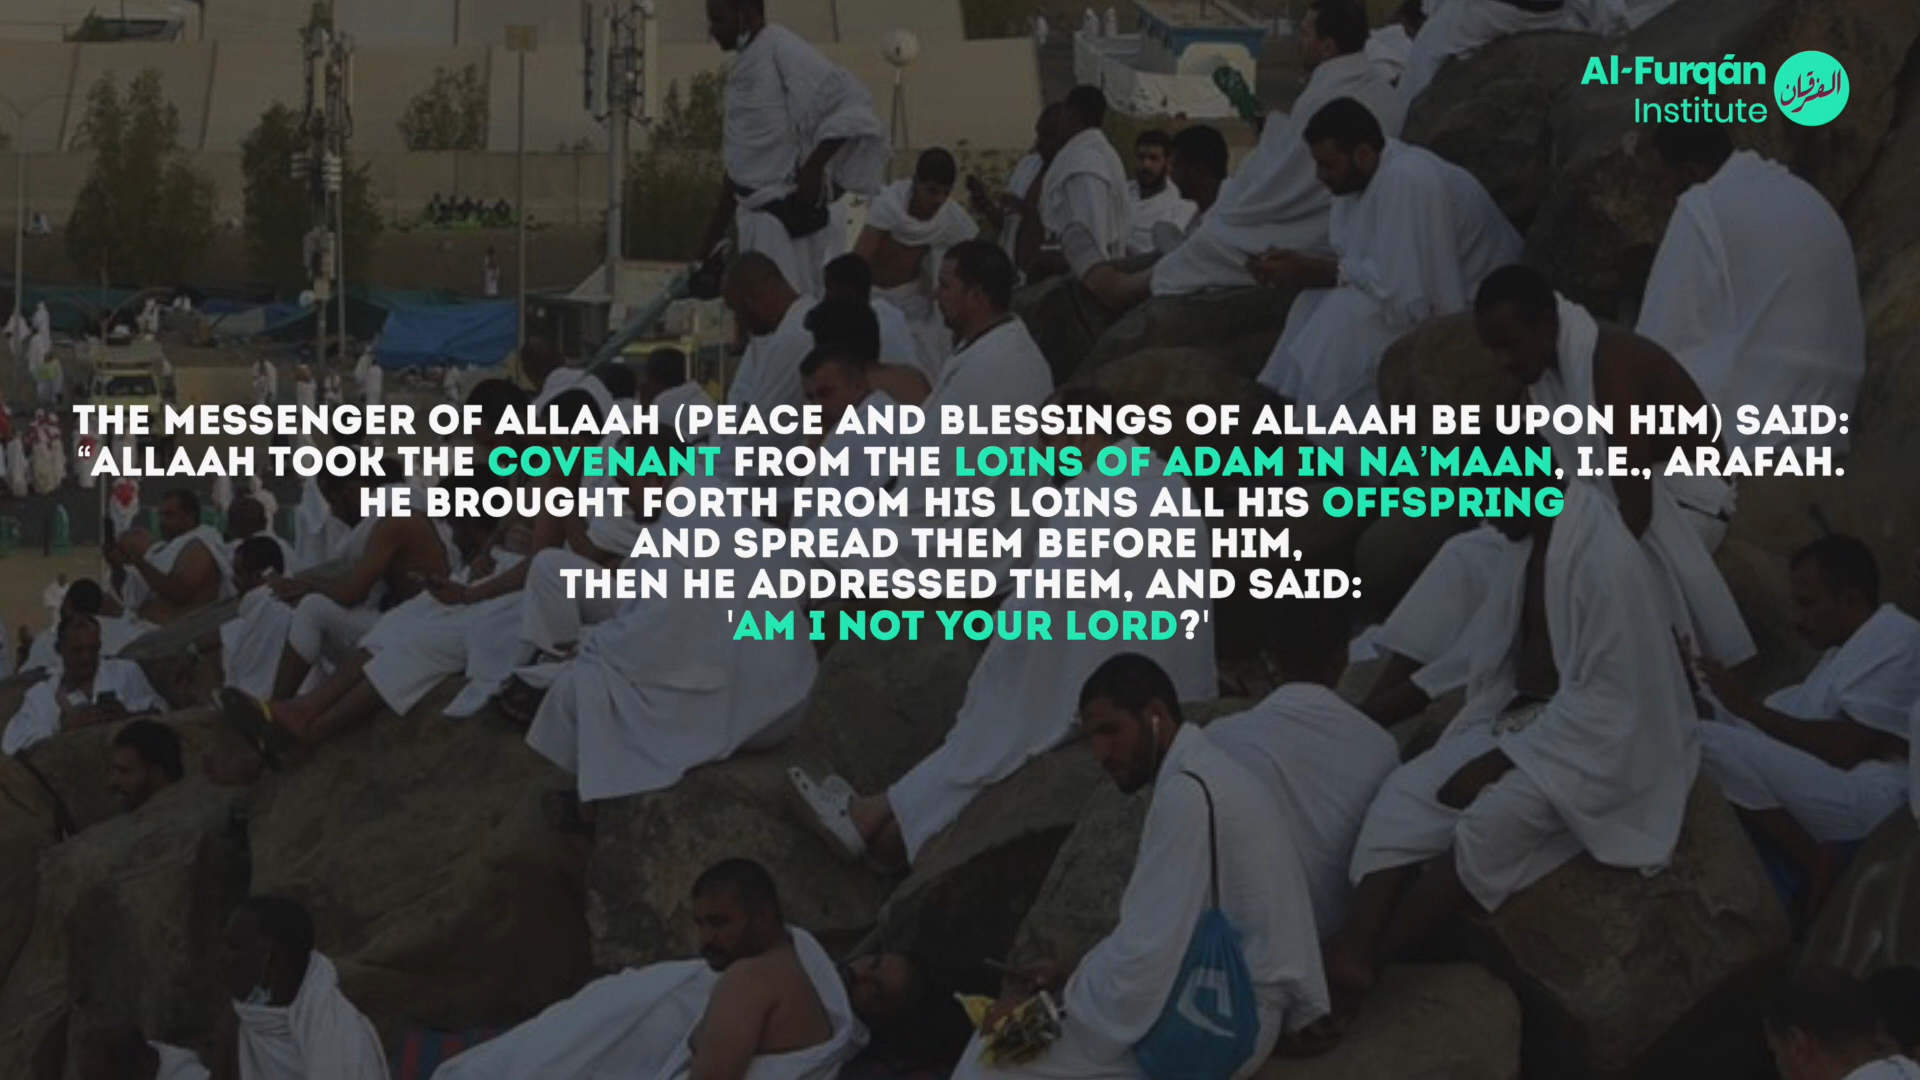 Al-Furqán
Institute
الفرقان
THE MESSENGER OF ALLAAH (PEACE AND BLESSINGS OF ALLAAH BE UPON HIM) SAID:
“ALLAAH TOOK THE COVENANT FROM THE LOINS OF ADAM IN NA’MAAN, I.E., ARAFAH.
HE BROUGHT FORTH FROM HIS LOINS ALL HIS OFFSPRING
AND SPREAD THEM BEFORE HIM,
THEN HE ADDRESSED THEM, AND SAID:
'AM I NOT YOUR LORD?'